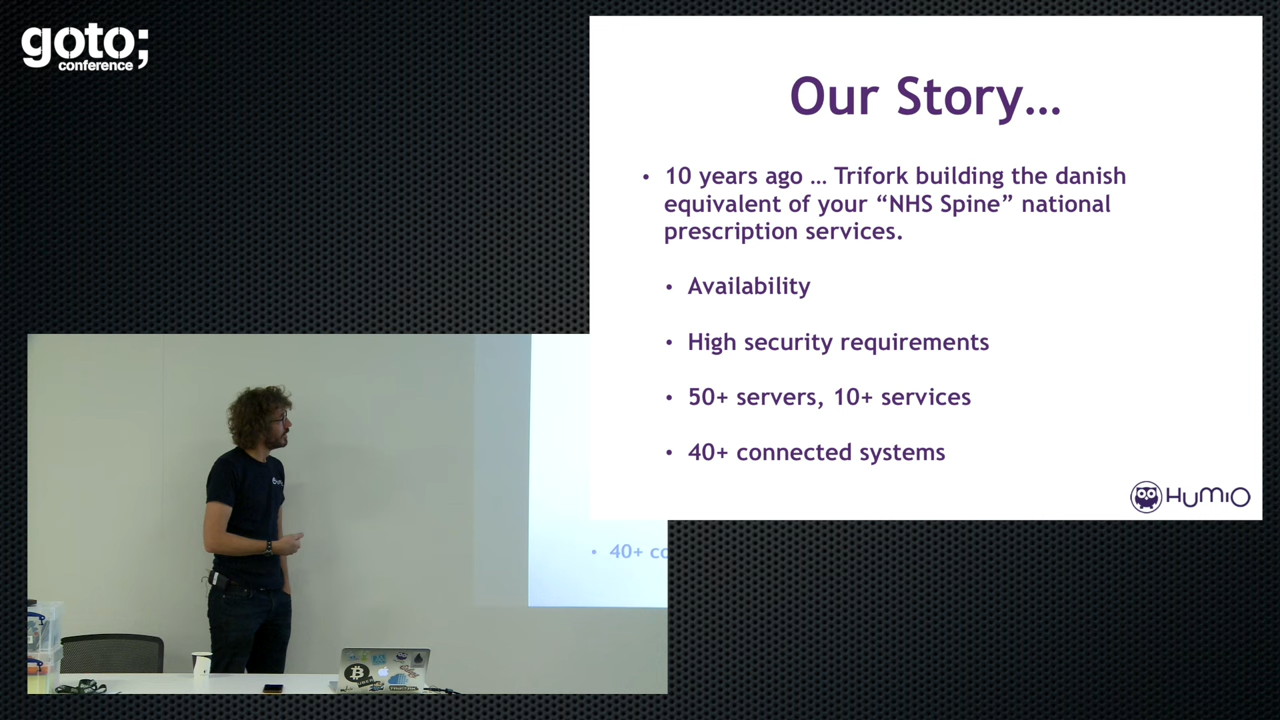 goto;
conference
Our Story…
• 10 years ago … Trifork building the danish
equivalent of your “NHS Spine” national
prescription services.
• Availability
• High security requirements
• 50+ servers, 10+ services
• 40+ connected systems
HUMIO
• 40+ co